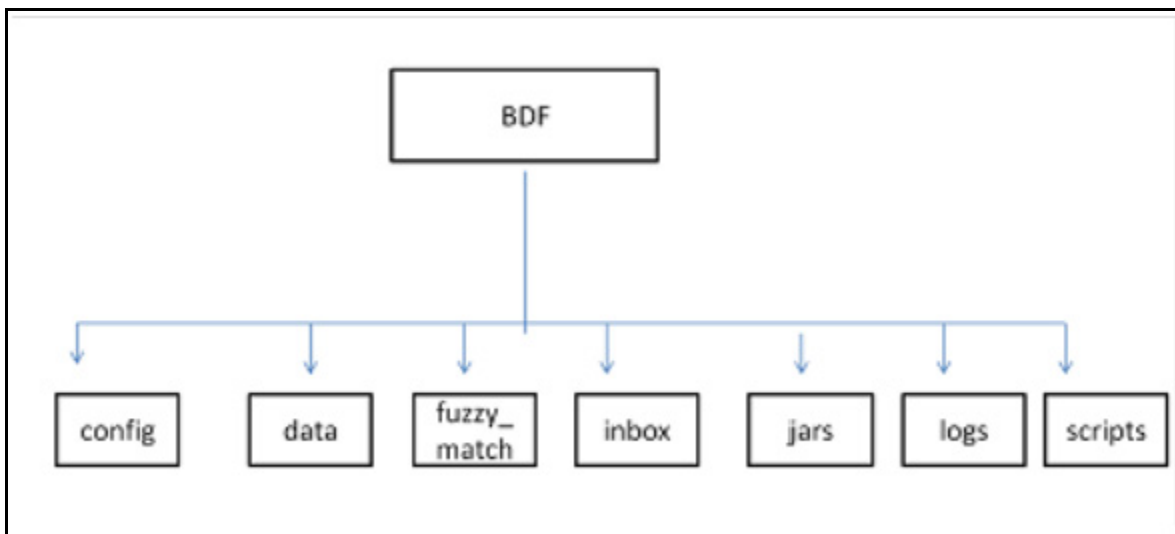 BDF
config
data
fuzzy_
match
inbox
jars
logs
scripts